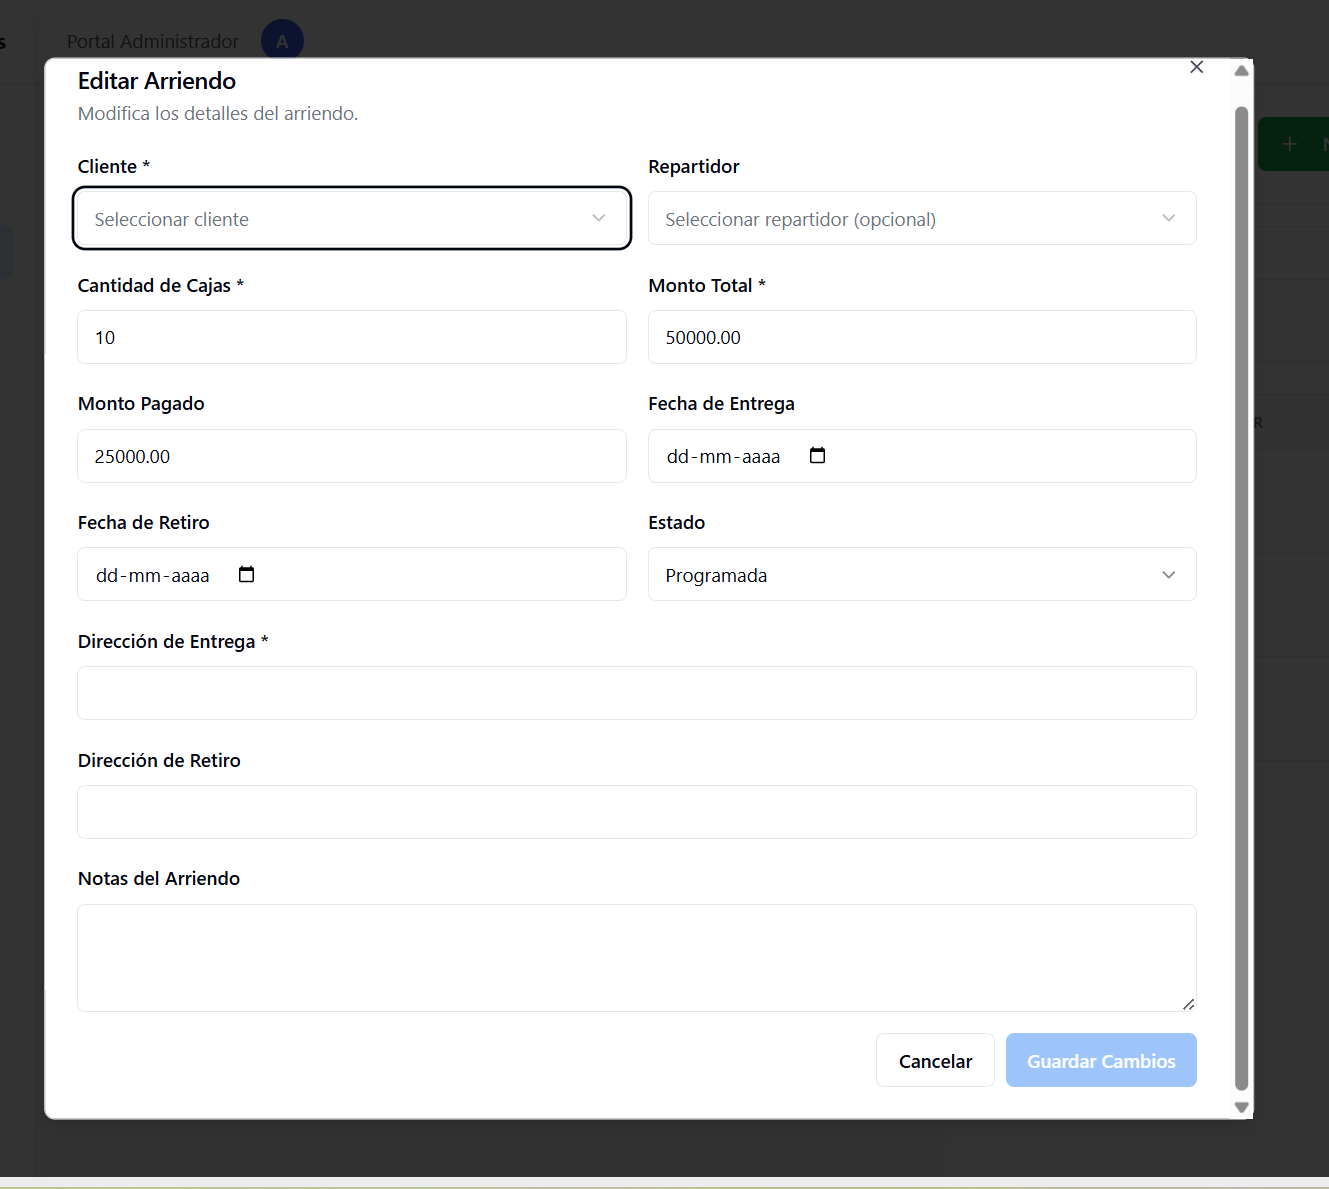 s
Portal Administrador
A
Editar Arriendo
Modifica los detalles del arriendo.
Cliente *
Repartidor
Seleccionar cliente
Seleccionar repartidor (opcional)
Cantidad de Cajas *
Monto Total *
10
50000.00
Monto Pagado
Fecha de Entrega
25000.00
dd-mm-aaaa
R
Fecha de Retiro
Estado
dd-mm-aaaa
Programada
Dirección de Entrega *
Dirección de Retiro
Notas del Arriendo
Cancelar
Guardar Cambios